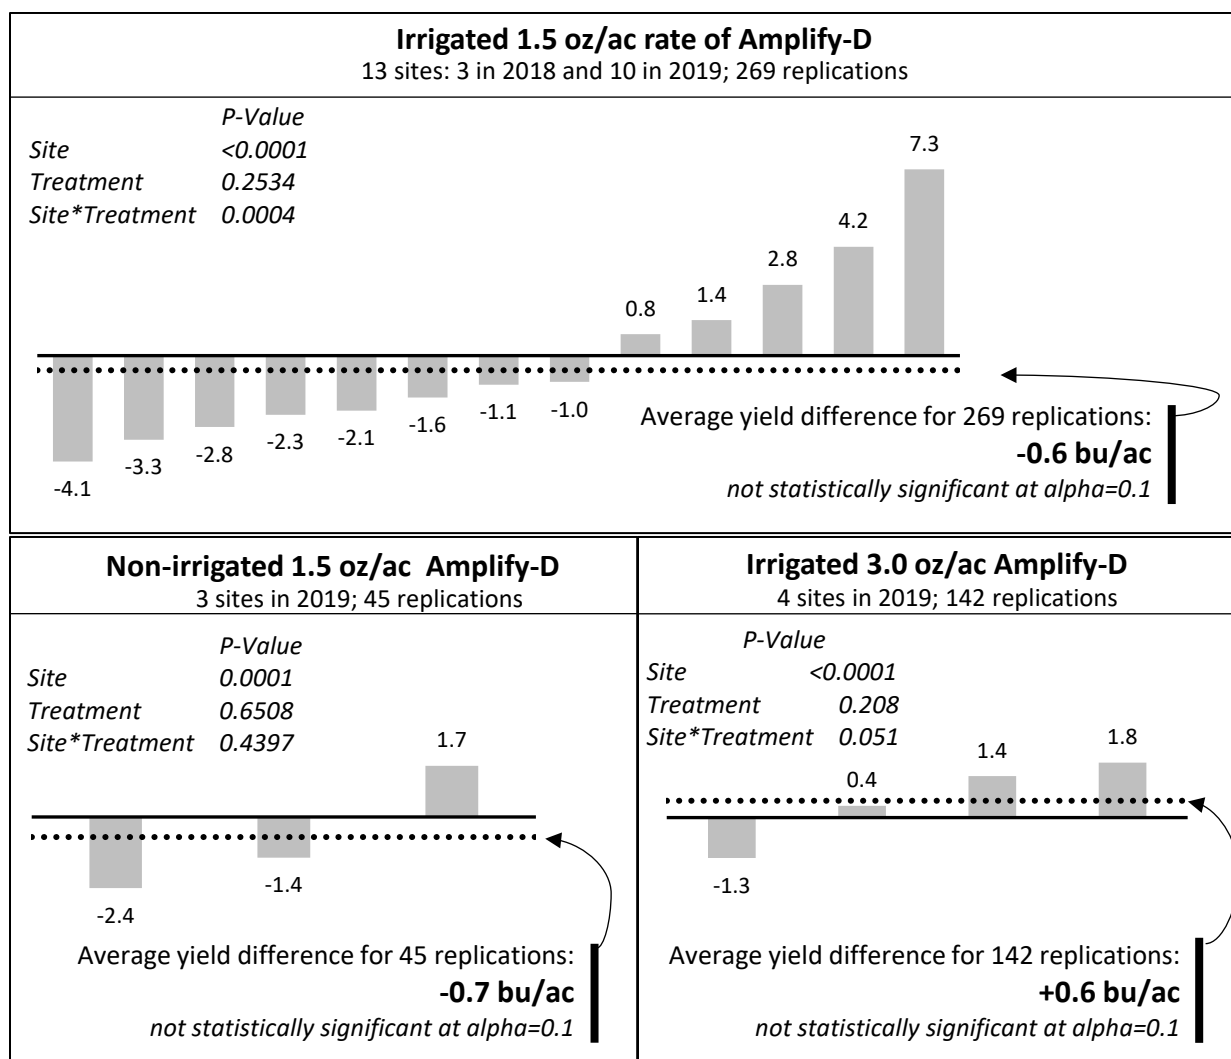 Irrigated 1.5 oz/ac rate of Amplify-D
13 sites: 3 in 2018 and 10 in 2019; 269 replications
P-Value
Site <0.0001
Treatment 0.2534
Site*Treatment 0.0004
7.3
4.2
2.8
1.4
0.8
-4.1
-3.3
-2.8
-2.3
-2.1
-1.6
-1.1
-1.0
Average yield difference for 269 replications:
-0.6 bu/ac
not statistically significant at alpha=0.1
Non-irrigated 1.5 oz/ac Amplify-D
3 sites in 2019; 45 replications
P-Value
Site 0.0001
Treatment 0.6508
Site*Treatment 0.4397
1.7
-2.4
-1.4
Average yield difference for 45 replications:
-0.7 bu/ac
not statistically significant at alpha=0.1
Irrigated 3.0 oz/ac Amplify-D
4 sites in 2019; 142 replications
P-Value
Site <0.0001
Treatment 0.208
Site*Treatment 0.051
0.4
1.4
1.8
-1.3
Average yield difference for 142 replications:
+0.6 bu/ac
not statistically significant at alpha=0.1